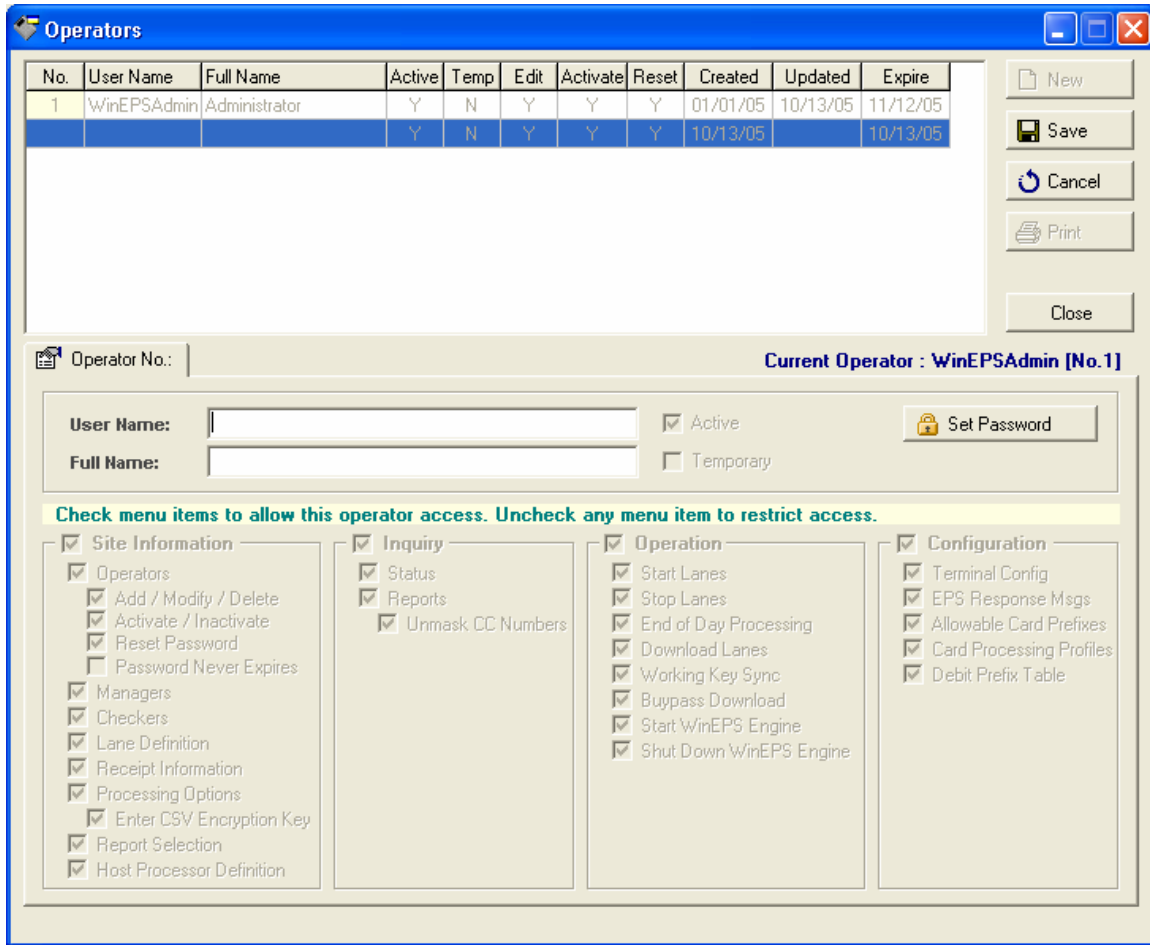 Operators
No. User Name Full Name Active Temp Edit Activate Reset Created Updated Expire
1 WinEPSAdmin Administrator Y N Y Y Y 01/01/05 10/13/05 11/12/05
Y N Y Y Y 10/13/05 10/13/05
New
Save
Cancel
Print
Close
Operator No.:
Current Operator : WinEPSAdmin [No.1]
User Name:
Active
Set Password
Full Name:
Temporary
Check menu items to allow this operator access. Uncheck any menu item to restrict access.
Site Information
Operators
Add / Modify / Delete
Activate / Inactivate
Reset Password
Password Never Expires
Managers
Checkers
Lane Definition
Receipt Information
Processing Options
Enter CSV Encryption Key
Report Selection
Host Processor Definition
Inquiry
Status
Reports
Unmask CC Numbers
Operation
Start Lanes
Stop Lanes
End of Day Processing
Download Lanes
Working Key Sync
Buypass Download
Start WinEPS Engine
Shut Down WinEPS Engine
Configuration
Terminal Config
EPS Response Msgs
Allowable Card Prefixes
Card Processing Profiles
Debit Prefix Table